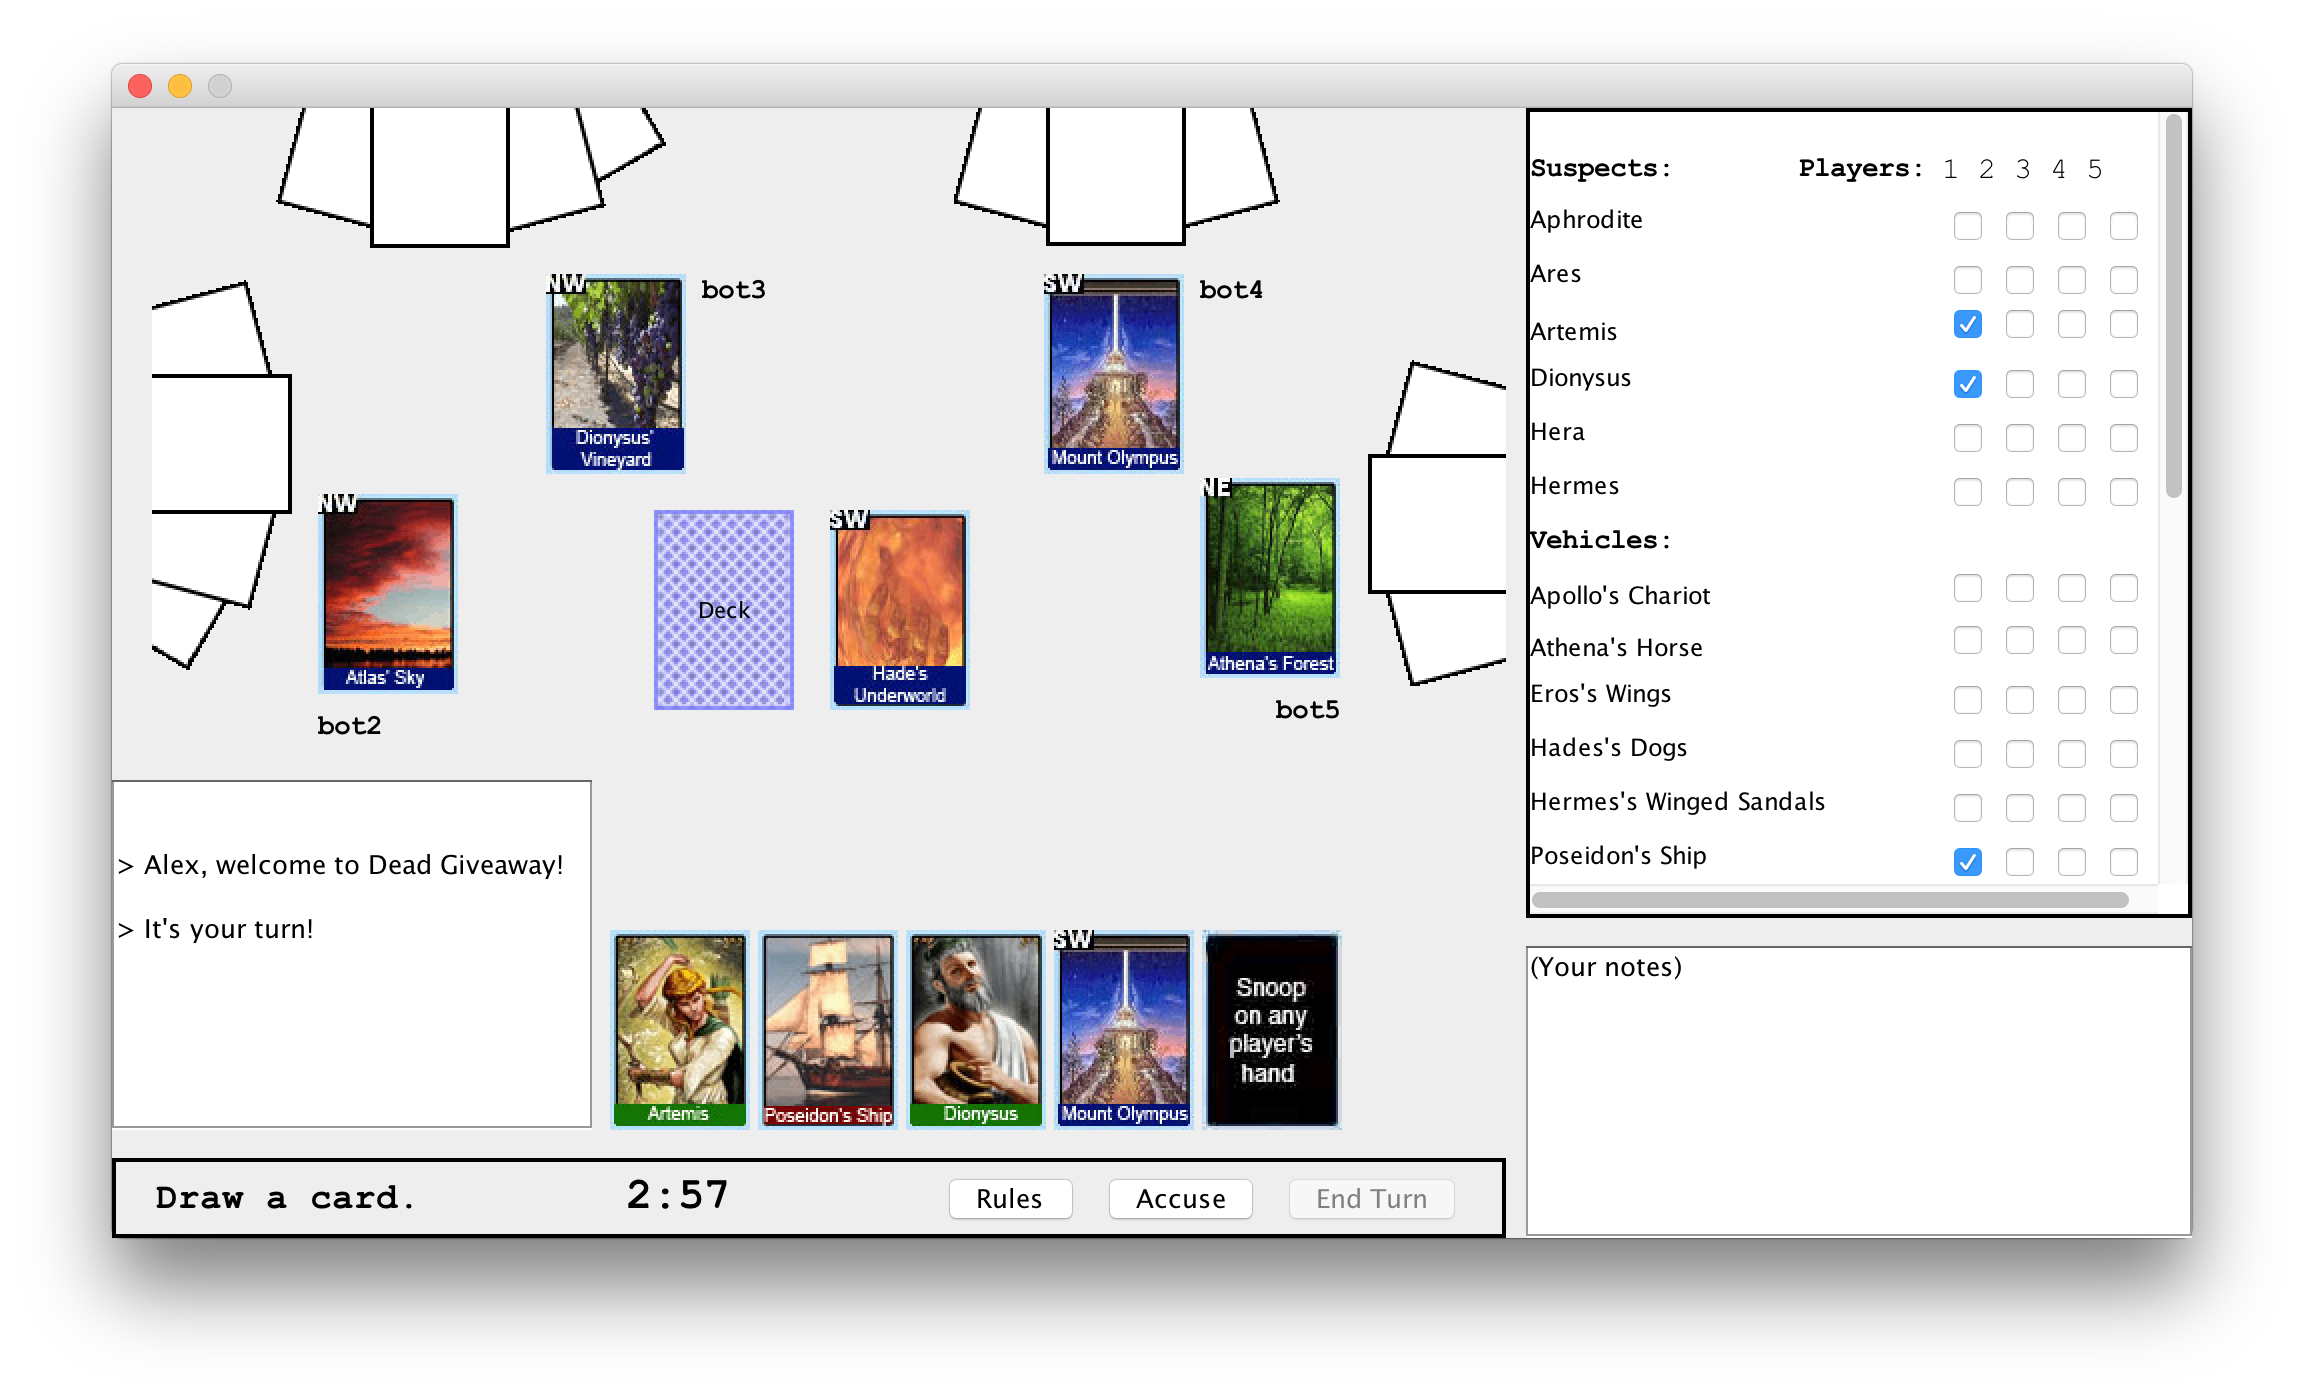 NW
Dionysus'
Vineyard
bot3
SW
Mount Olympus
bot4
NW
Atlas' Sky
bot2
Deck
SW
Hade's
Underworld
NE
Athena's Forest
bot5
> Alex, welcome to Dead Giveaway!
> It's your turn!
Artemis
Poseidon's Ship
Dionysus
SW
Mount Olympus
Snoop
on any
player's
hand
Draw a card.
2:57
Rules
Accuse
End Turn
Suspects: Players: 1 2 3 4 5
Aphrodite
Ares
Artemis
Dionysus
Hera
Hermes
Vehicles:
Apollo's Chariot
Athena's Horse
Eros's Wings
Hades's Dogs
Hermes's Winged Sandals
Poseidon's Ship
(Your notes)